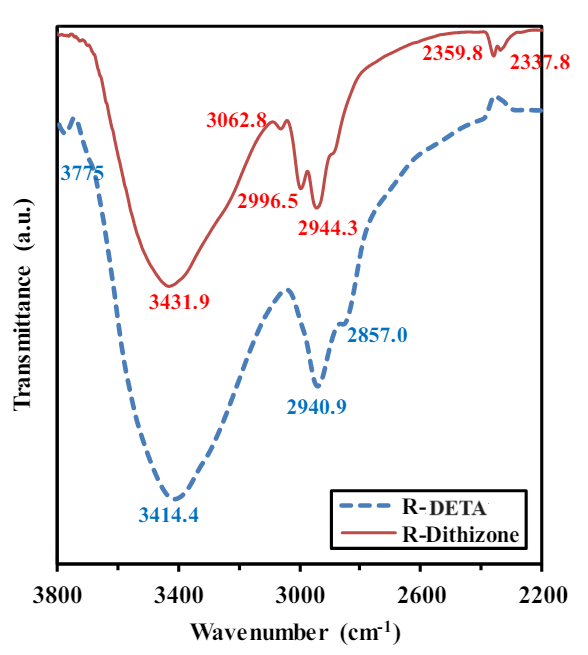 2359.8
2337.8
3062.8
3775
2996.5
2944.3
3431.9
2857.0
2940.9
3414.4
Transmittance (a.u.)
R-DETA
R-Dithizone
3800 3400 3000 2600 2200
Wavenumber (cm⁻¹)